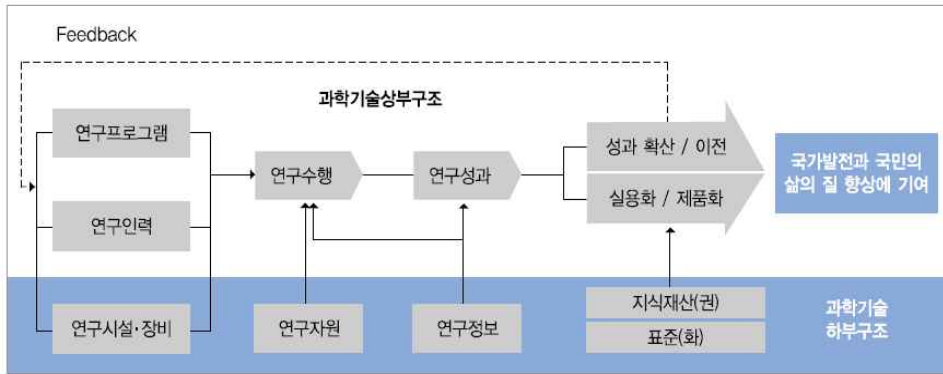 Feedback
과학기술상부구조
연구프로그램
연구인력
연구시설·장비
연구수행
연구성과
성과 확산 / 이전
실용화 / 제품화
국가발전과 국민의
삶의 질 향상에 기여
연구자원
연구정보
지식재산(권)
표준(화)
과학기술
하부구조